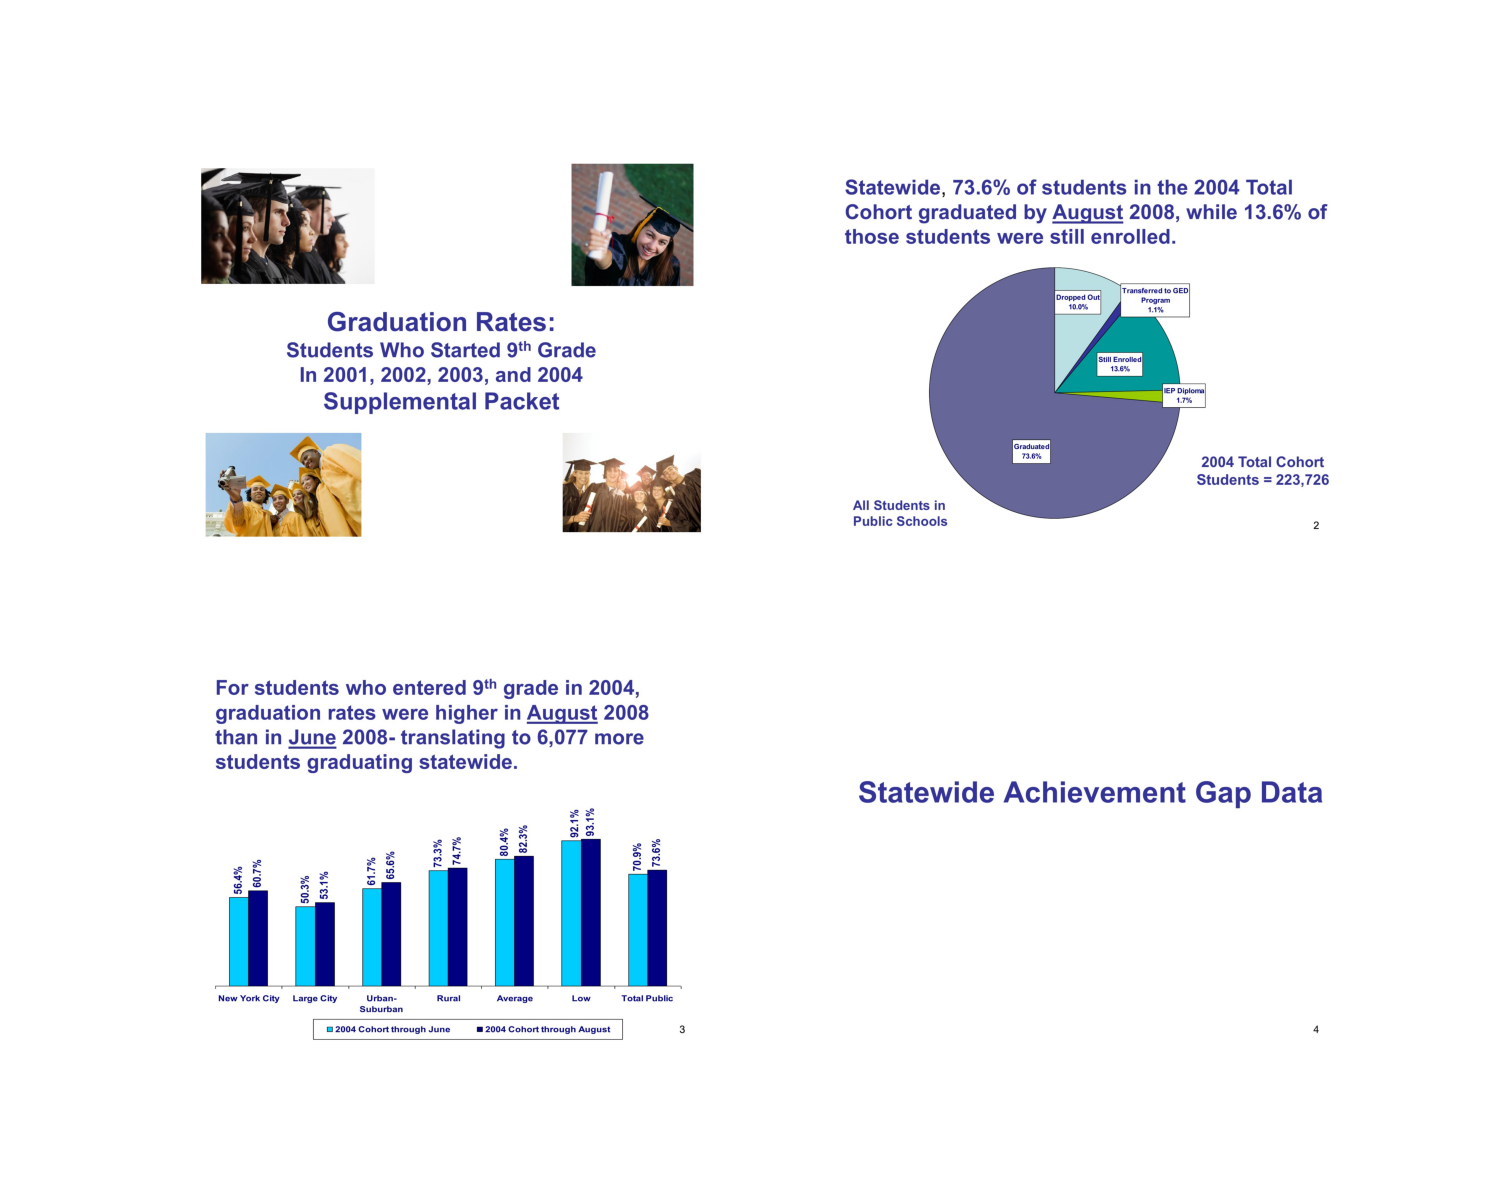 Graduation Rates:
Students Who Started 9th Grade
In 2001, 2002, 2003, and 2004
Supplemental Packet
Statewide, 73.6% of students in the 2004 Total
Cohort graduated by August 2008, while 13.6% of
those students were still enrolled.
Dropped Out
10.0%
Transferred to GED
Program
1.1%
Still Enrolled
13.6%
IEP Diploma
1.7%
Graduated
73.6%
2004 Total Cohort
Students = 223,726
All Students in
Public Schools
2
For students who entered 9th grade in 2004,
graduation rates were higher in August 2008
than in June 2008- translating to 6,077 more
students graduating statewide.
56.4%
60.7%
50.3%
53.1%
61.7%
65.6%
73.3%
74.7%
80.4%
82.3%
92.1%
93.1%
70.9%
73.6%
New York City
Large City
Urban-
Suburban
Rural
Average
Low
Total Public
2004 Cohort through June
2004 Cohort through August
3
Statewide Achievement Gap Data
4